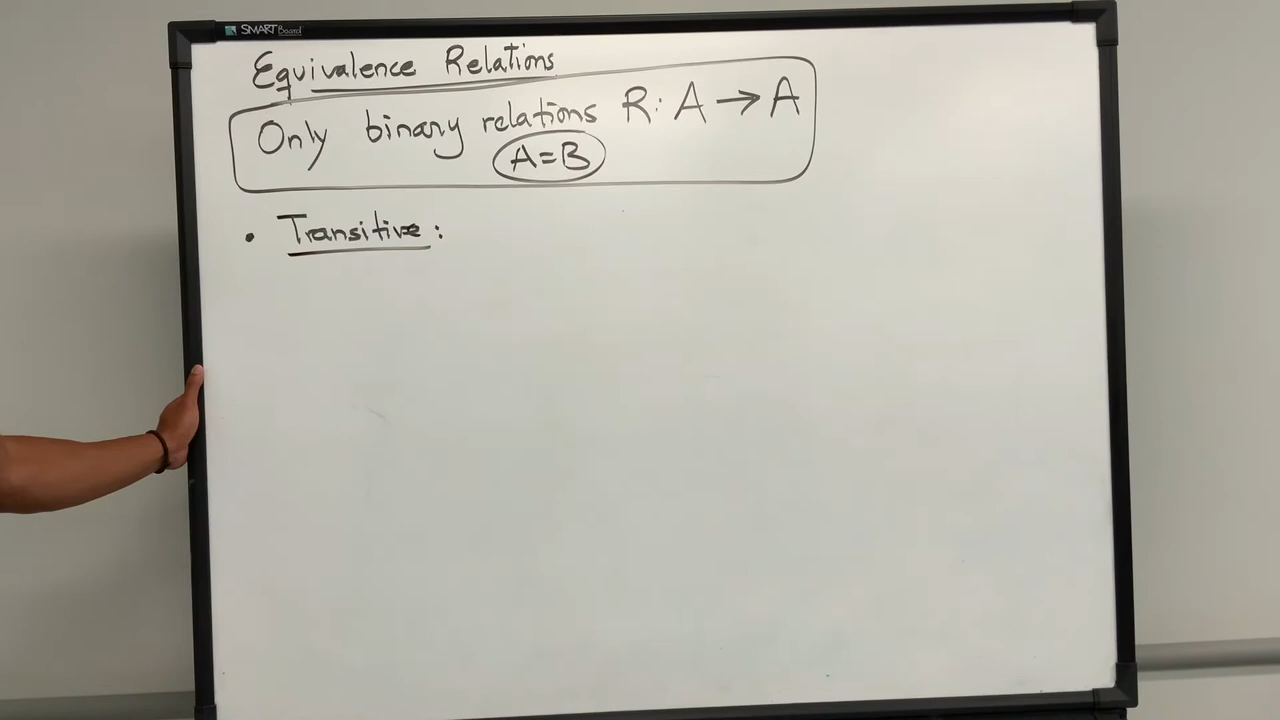 SMART Board
Equivalence Relations
Only binary relations R: A → A
A=B
• Transitive: